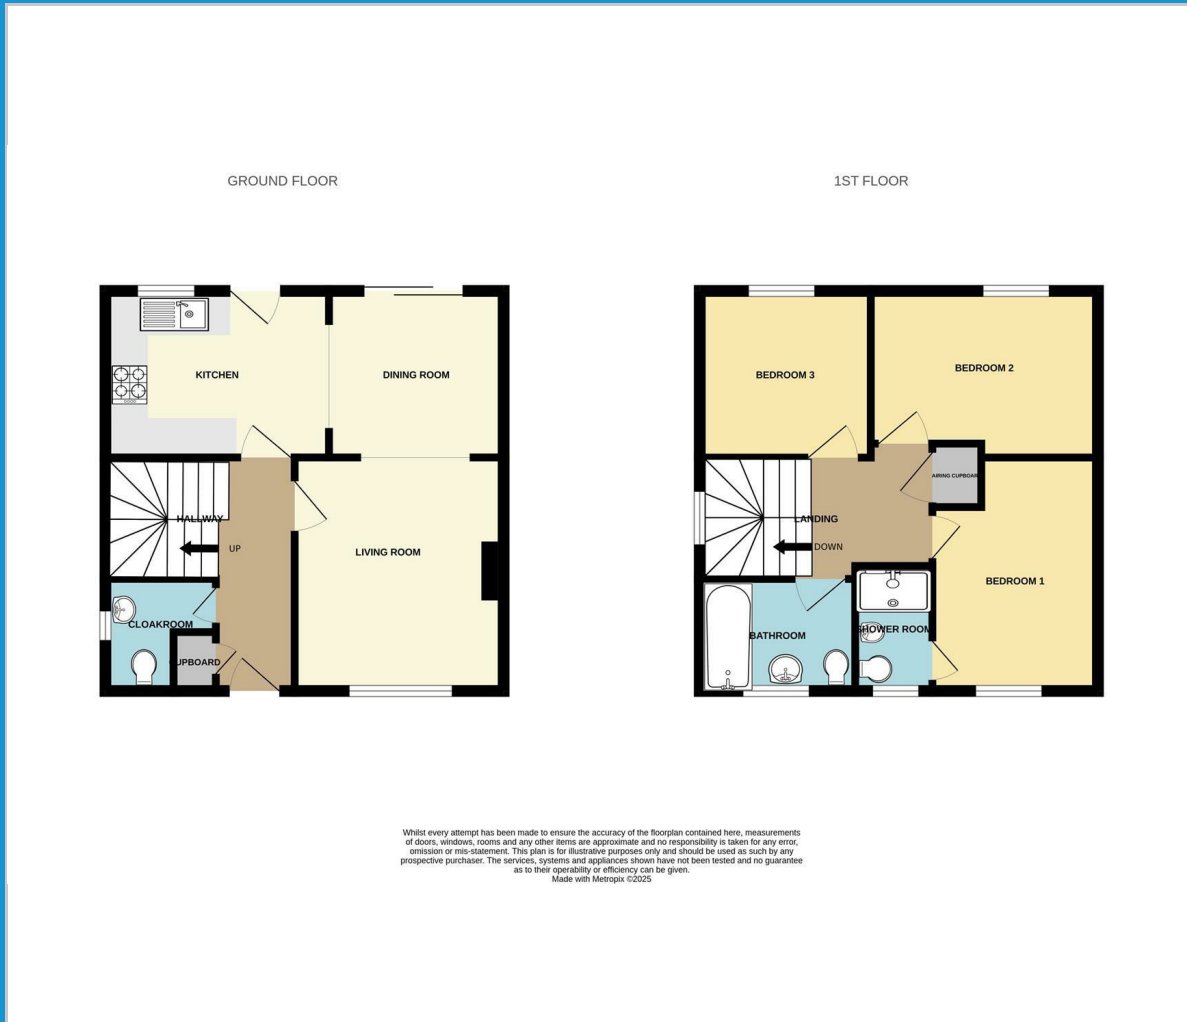 GROUND FLOOR
1ST FLOOR
KITCHEN
DINING ROOM
HALLWAY
UP
LIVING ROOM
CLOAKROOM
UPBOARD
BEDROOM 3
BEDROOM 2
AIRING CUPBOARD
LANDING
DOWN
BEDROOM 1
BATHROOM
SHOWER ROOM
Whilst every attempt has been made to ensure the accuracy of the floorplan contained here, measurements
of doors, windows, rooms and any other items are approximate and no responsibility is taken for any error,
omission or mis-statement. This plan is for illustrative purposes only and should be used as such by any
prospective purchaser. The services, systems and appliances shown have not been tested and no guarantee
as to their operability or efficiency can be given.
Made with Metropix ©2025